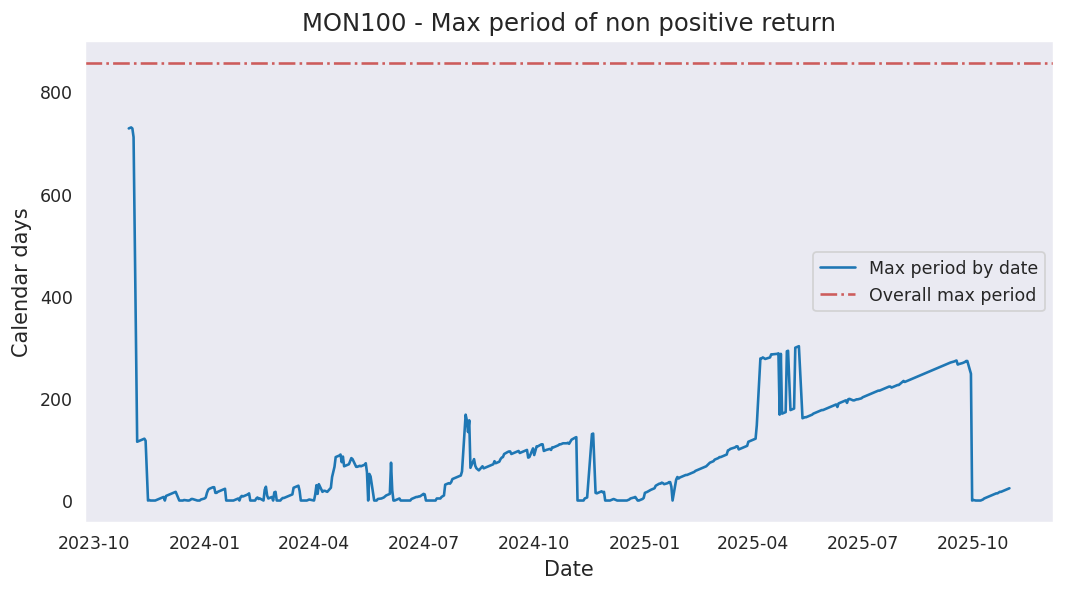 MON100 - Max period of non positive return
Calendar days
800
600
400
200
0
Max period by date
Overall max period
2023-10 2024-01 2024-04 2024-07 2024-10 2025-01 2025-04 2025-07 2025-10
Date